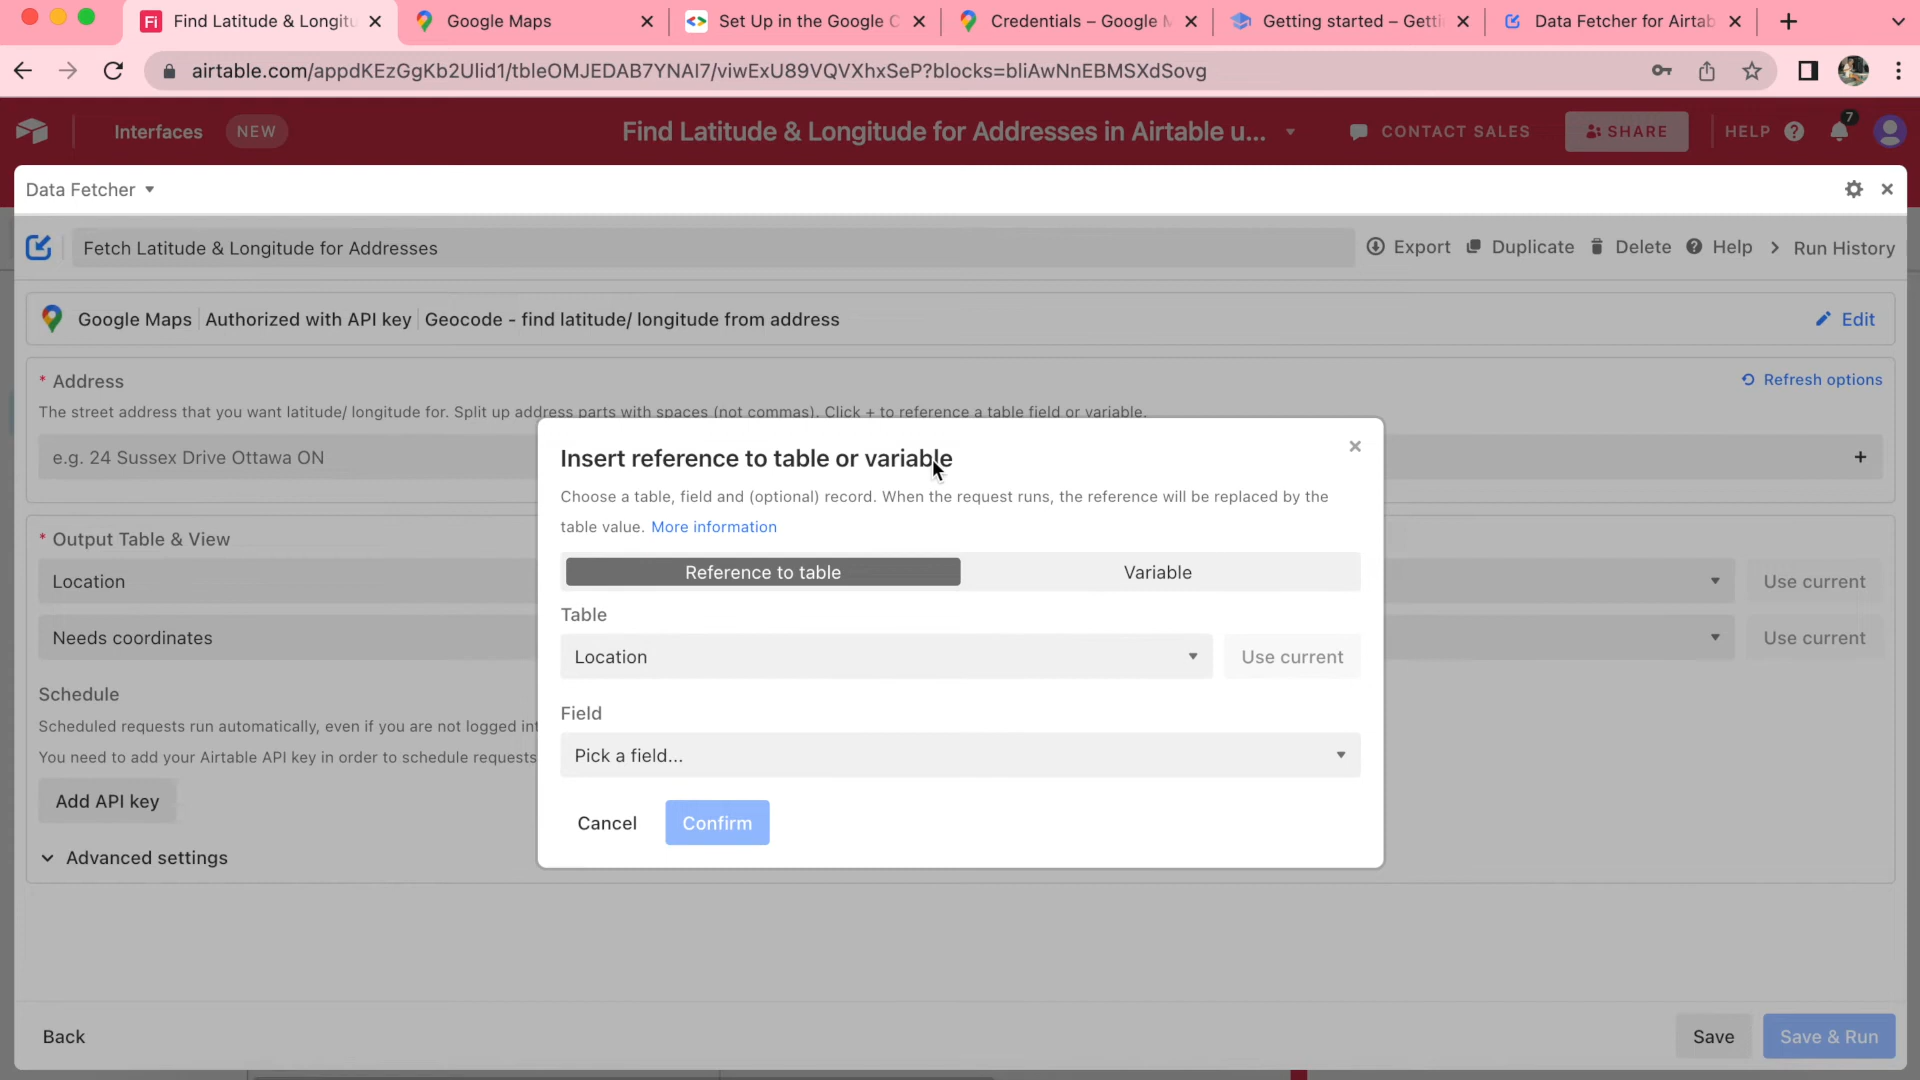 Find Latitude & Longitu
Google Maps
Set Up in the Google C
Credentials – Google M
Getting started – Getti
Data Fetcher for Airtab
airtable.com/appdKEzGgKb2Ulid1/tbleOMJEDAB7YNAI7/viwExU89VQVXhxSeP?blocks=bliAwNnEBMSXdSovg
Interfaces
NEW
Find Latitude & Longitude for Addresses in Airtable u...
CONTACT SALES
SHARE
HELP
7
Data Fetcher
Fetch Latitude & Longitude for Addresses
Export
Duplicate
Delete
Help
Run History
Google Maps
Authorized with API key
Geocode - find latitude/ longitude from address
Edit
* Address
Refresh options
The street address that you want latitude/ longitude for. Split up address parts with spaces (not commas). Click + to reference a table field or variable.
e.g. 24 Sussex Drive Ottawa ON
* Output Table & View
Location
Use current
Needs coordinates
Use current
Schedule
Scheduled requests run automatically, even if you are not logged int
You need to add your Airtable API key in order to schedule requests
Add API key
Advanced settings
Insert reference to table or variable
Choose a table, field and (optional) record. When the request runs, the reference will be replaced by the
table value. More information
Reference to table
Variable
Table
Location
Use current
Field
Pick a field...
Cancel
Confirm
Back
Save
Save & Run